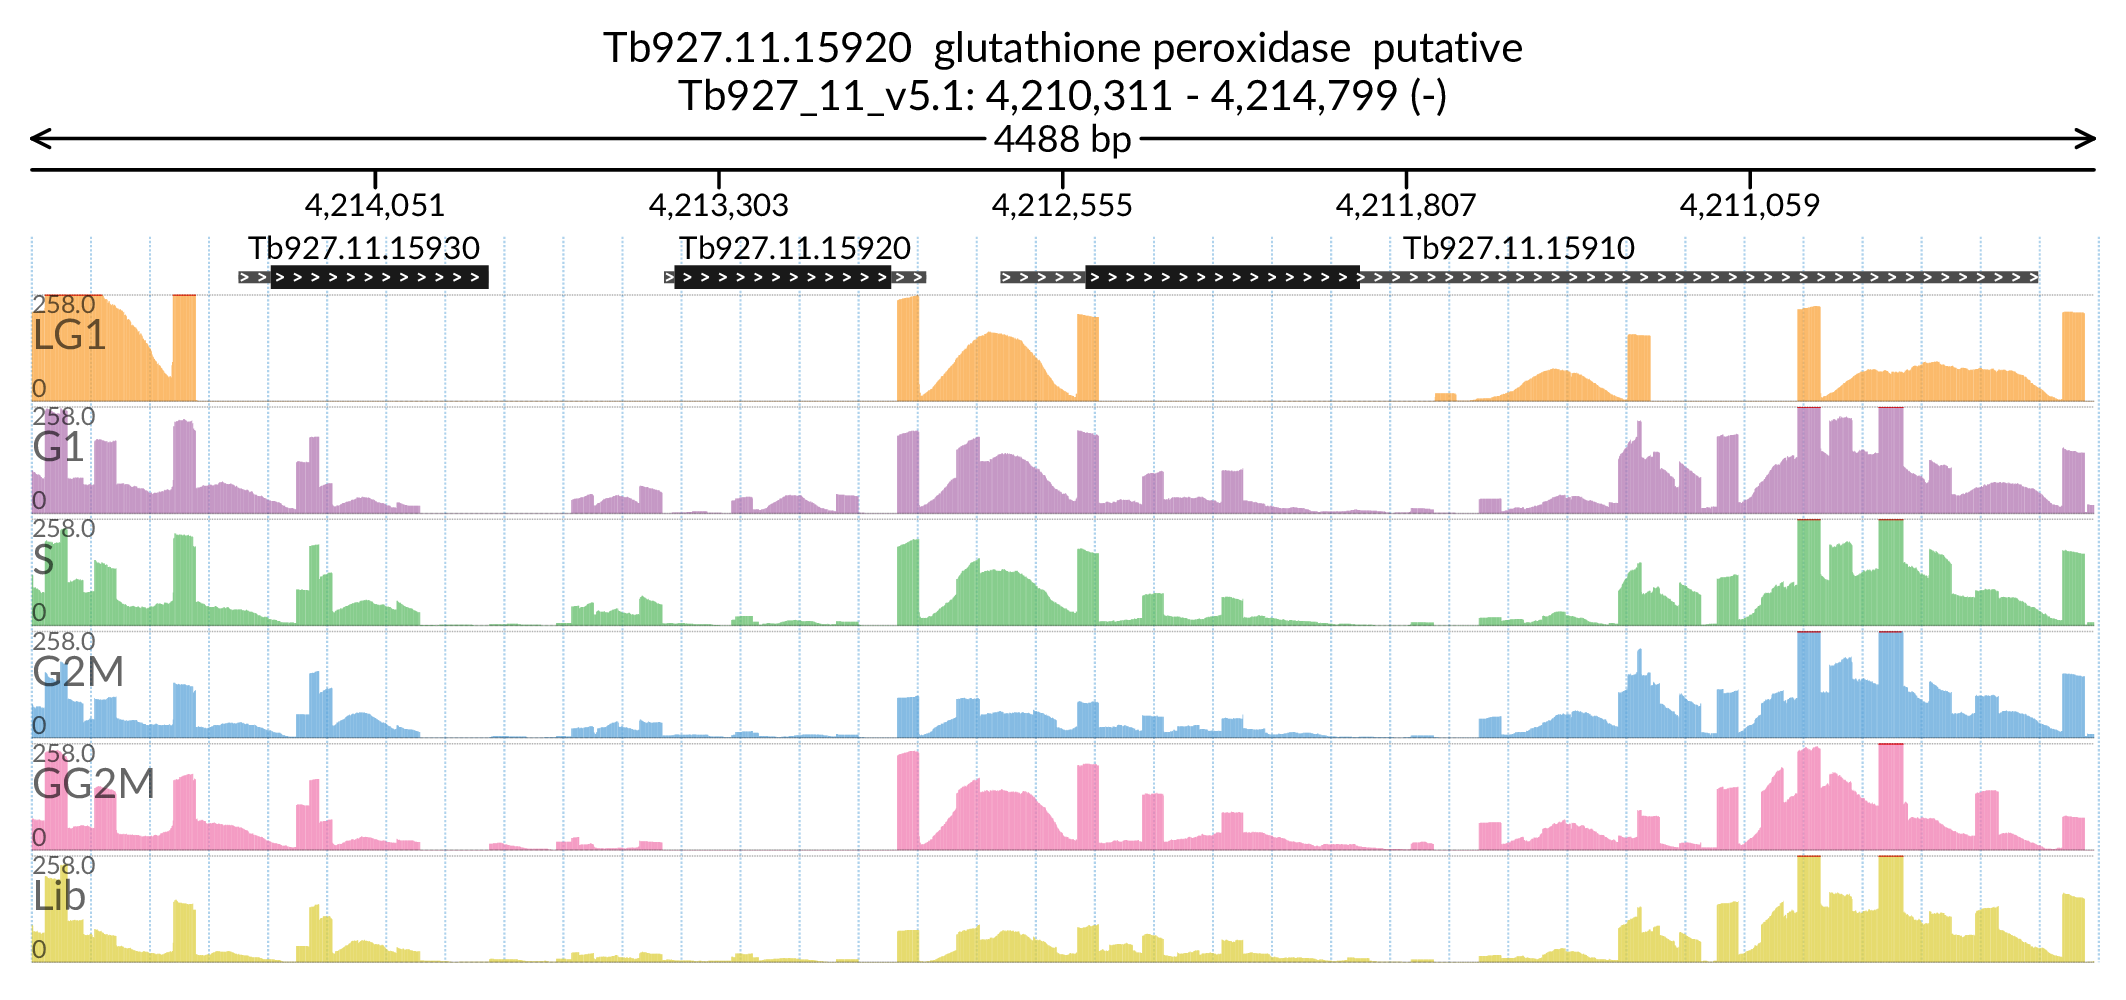 Tb927.11.15920  glutathione peroxidase  putative
Tb927_11_v5.1: 4,210,311 - 4,214,799 (-)
4488 bp
4,214,051 4,213,303 4,212,555 4,211,807 4,211,059
Tb927.11.15930 Tb927.11.15920 Tb927.11.15910
258.0
LG1
0
258.0
G1
0
258.0
S
0
258.0
G2M
0
258.0
GG2M
0
258.0
Lib
0